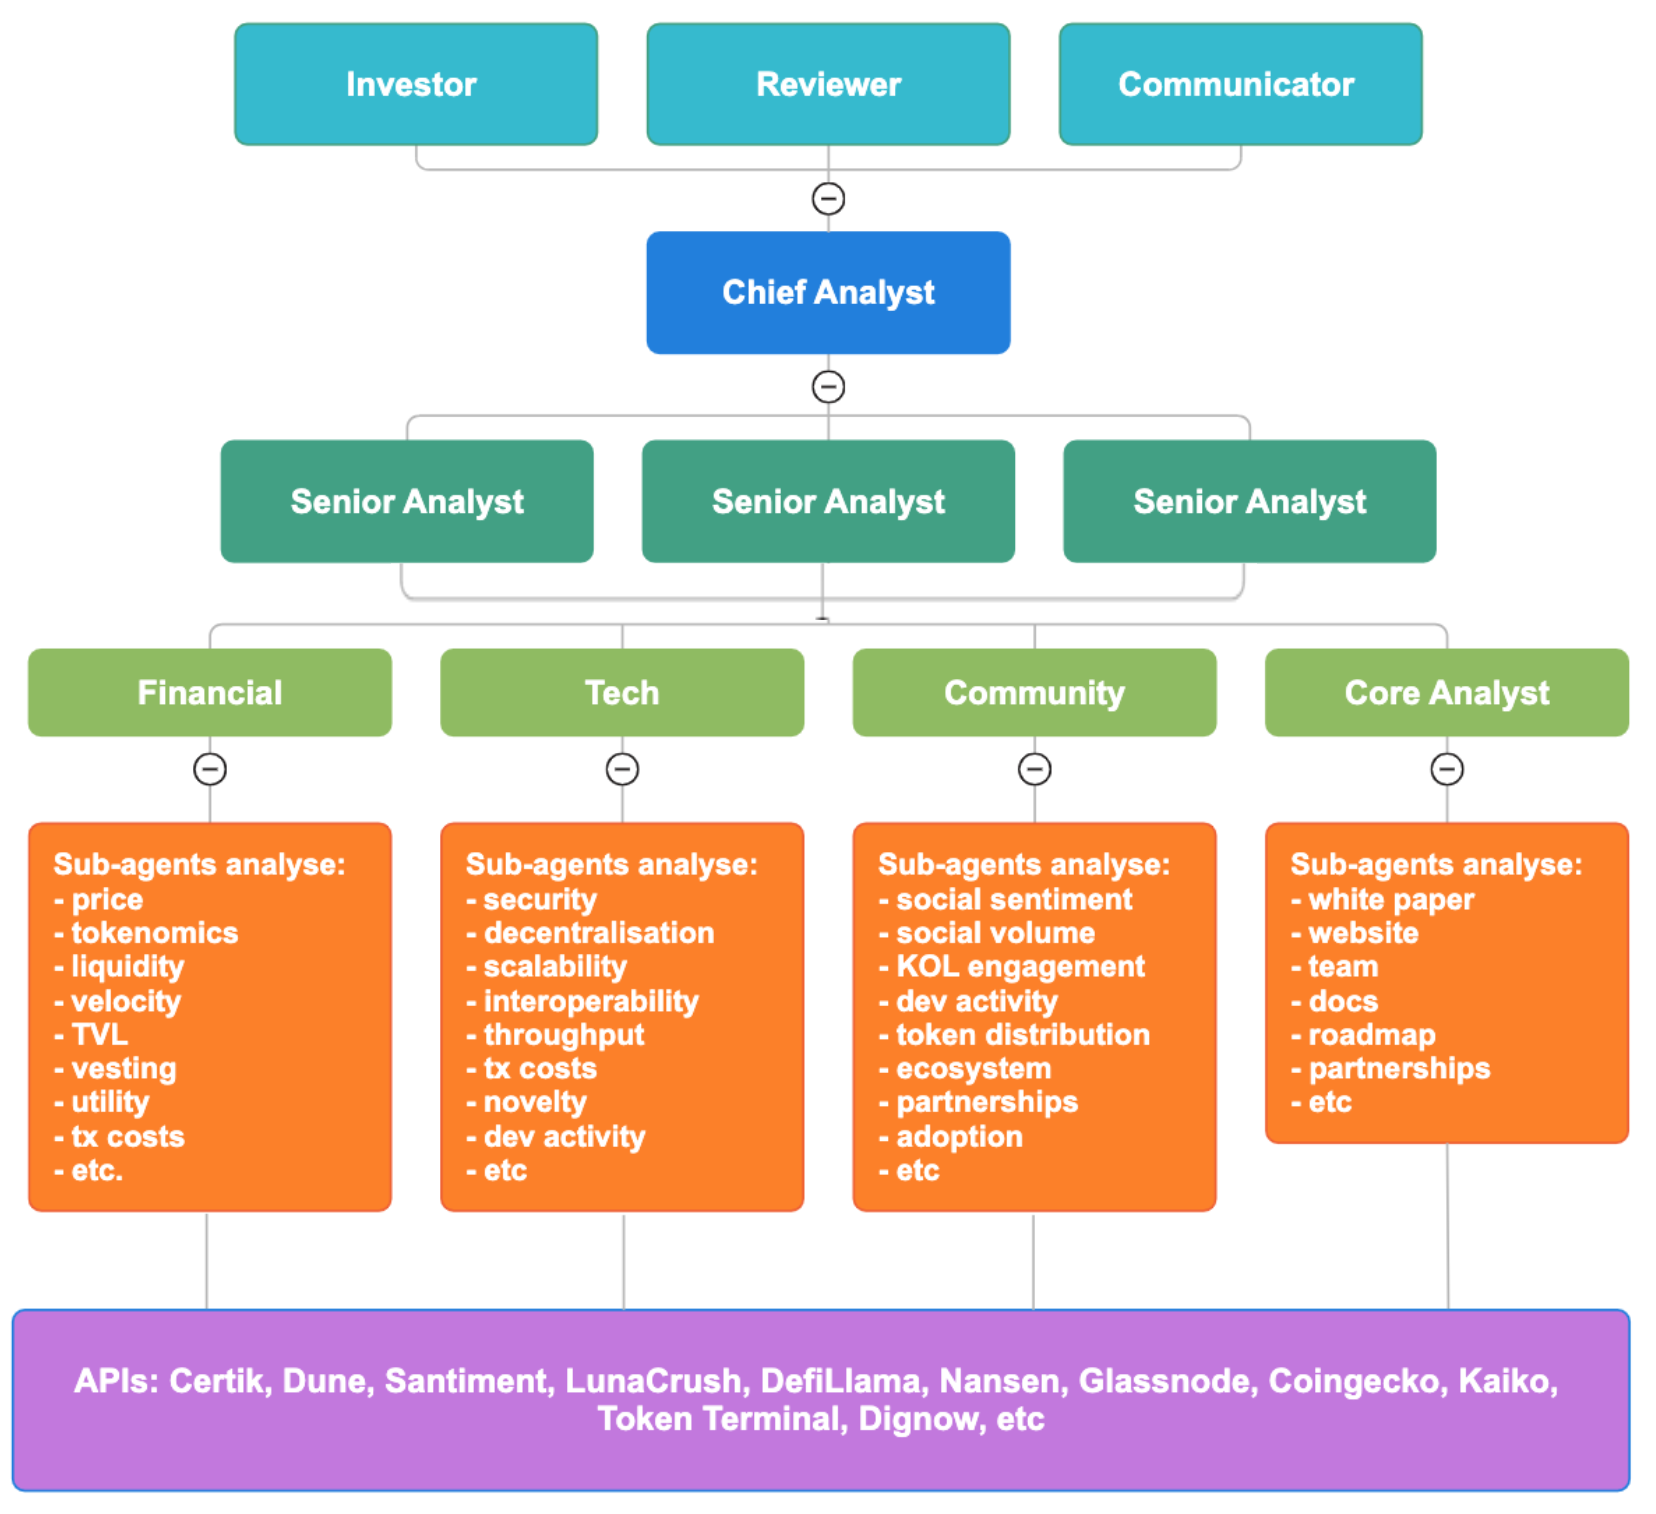 Investor
Reviewer
Communicator
Chief Analyst
Senior Analyst
Senior Analyst
Senior Analyst
Financial
Tech
Community
Core Analyst
Sub-agents analyse:
- price
- tokenomics
- liquidity
- velocity
- TVL
- vesting
- utility
- tx costs
- etc.
Sub-agents analyse:
- security
- decentralisation
- scalability
- interoperability
- throughput
- tx costs
- novelty
- dev activity
- etc
Sub-agents analyse:
- social sentiment
- social volume
- KOL engagement
- dev activity
- token distribution
- ecosystem
- partnerships
- adoption
- etc
Sub-agents analyse:
- white paper
- website
- team
- docs
- roadmap
- partnerships
- etc
APIs: Certik, Dune, Santiment, LunaCrush, DefiLlama, Nansen, Glassnode, Coingecko, Kaiko,
Token Terminal, Dignow, etc